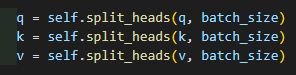 q = self.split_heads(q, batch_size)
k = self.split_heads(k, batch_size)
v = self.split_heads(v, batch_size)